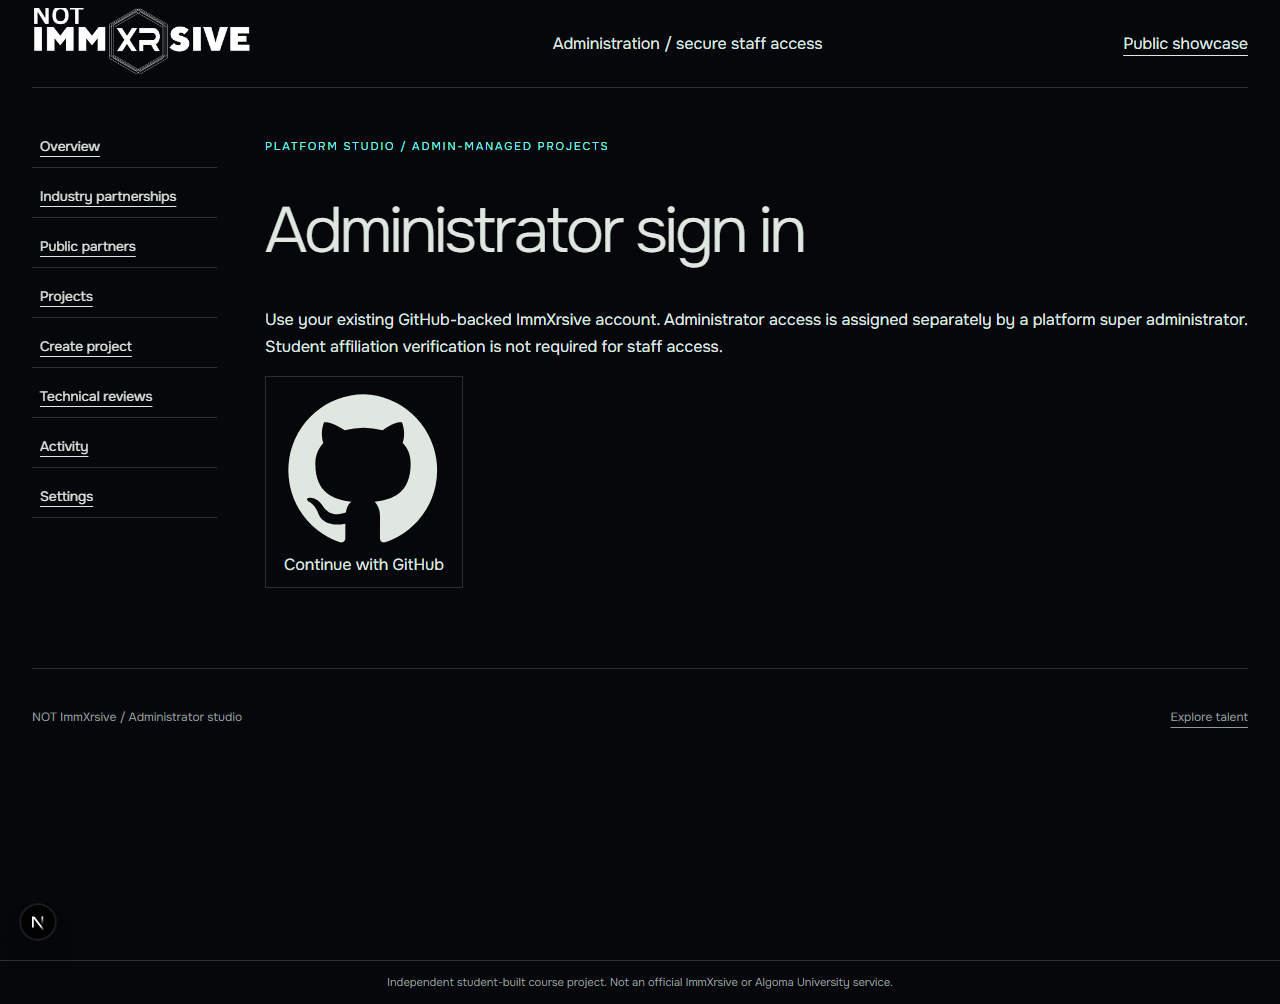 NOT
IMMXRSIVE
Administration / secure staff access
Public showcase
Overview
Industry partnerships
Public partners
Projects
Create project
Technical reviews
Activity
Settings
PLATFORM STUDIO / ADMIN-MANAGED PROJECTS
Administrator sign in
Use your existing GitHub-backed ImmXrsive account. Administrator access is assigned separately by a platform super administrator.
Student affiliation verification is not required for staff access.
Continue with GitHub
NOT ImmXrsive / Administrator studio
Explore talent
N
Independent student-built course project. Not an official ImmXrsive or Algoma University service.